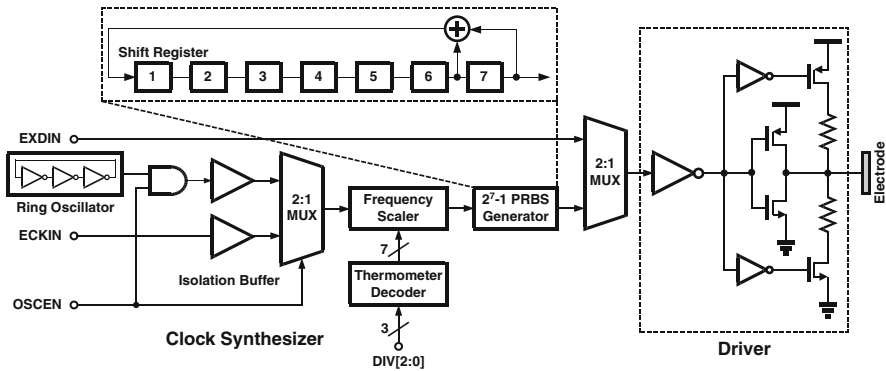 Shift Register
1 2 3 4 5 6 7
EXDIN
Ring Oscillator
ECKIN
Isolation Buffer
OSCEN
2:1
MUX
Frequency
Scaler
7
Thermometer
Decoder
3
DIV[2:0]
2⁷-1 PRBS
Generator
2:1
MUX
Electrode
Clock Synthesizer
Driver